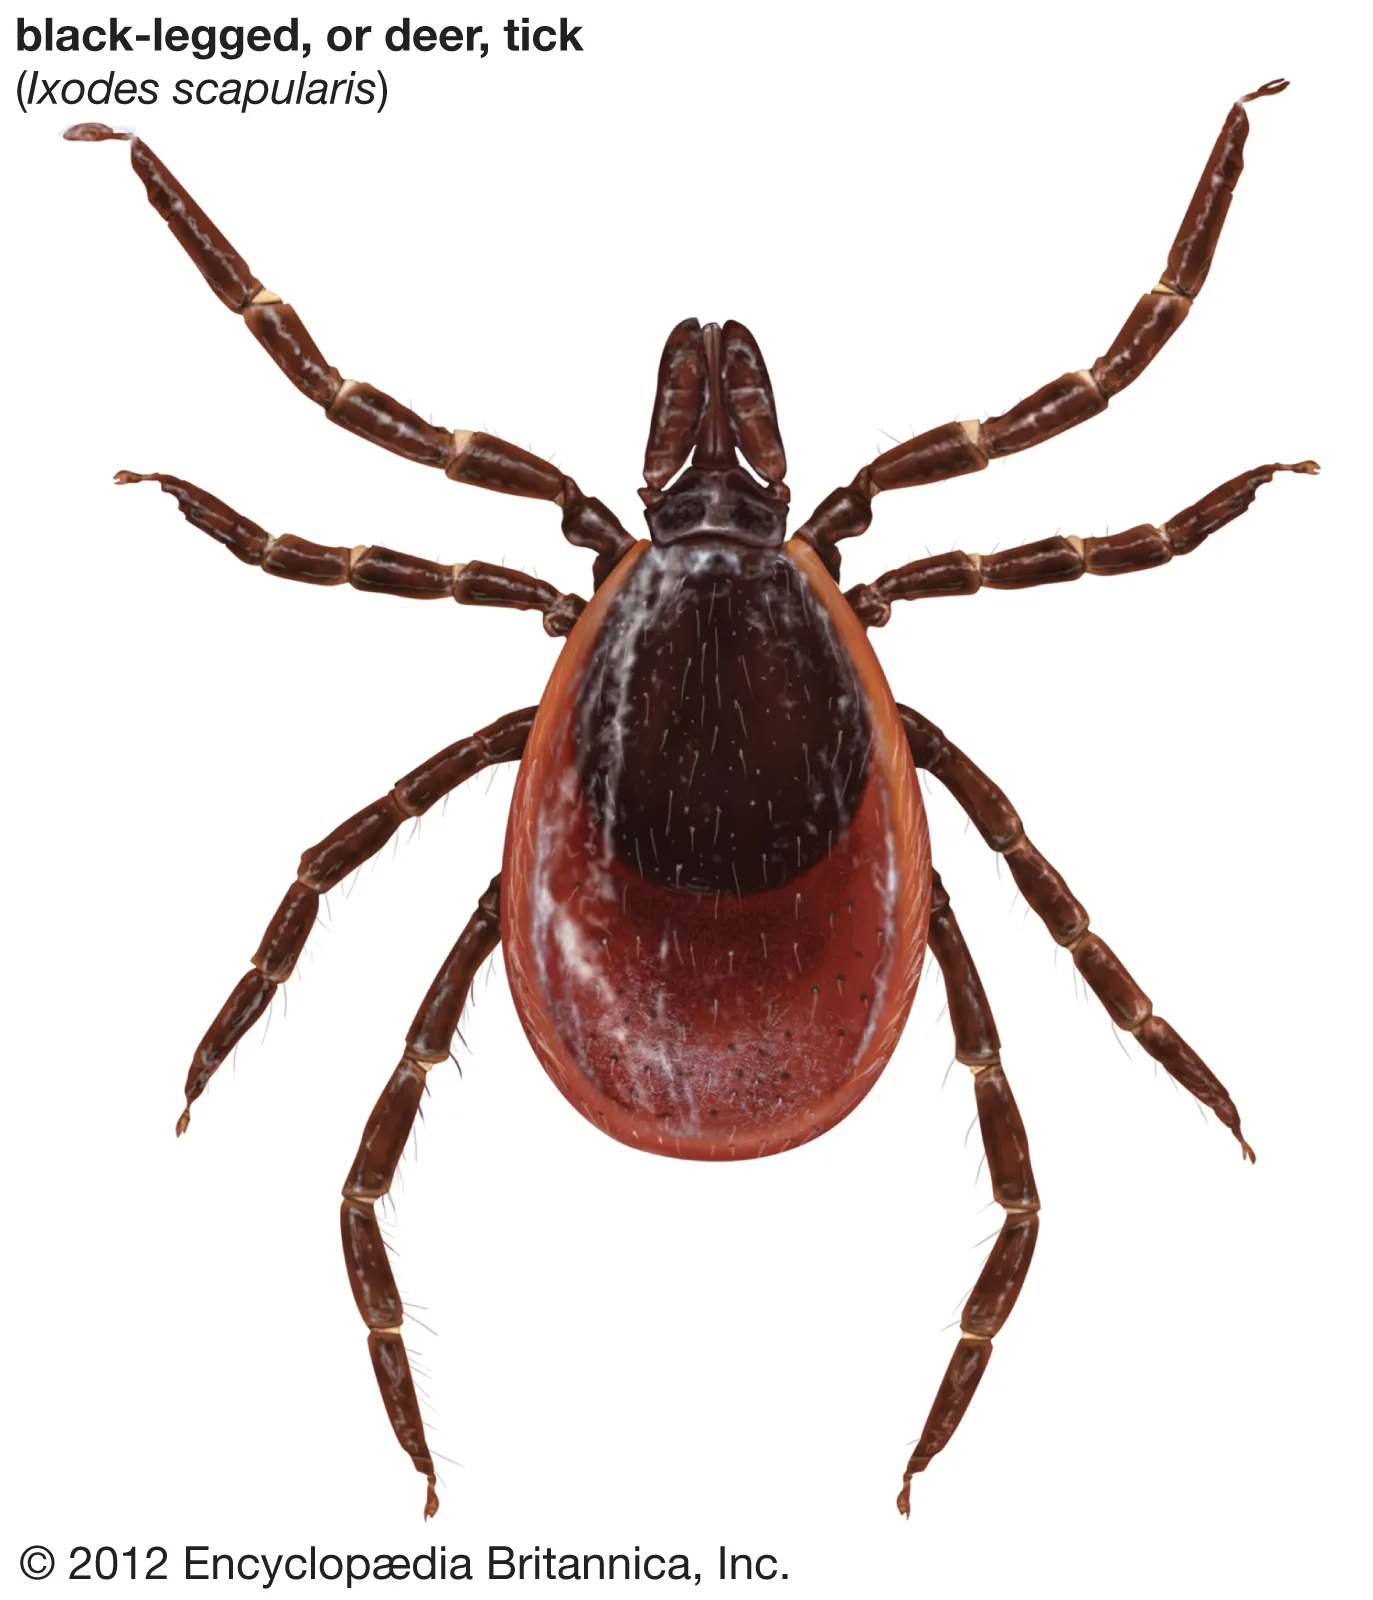 black-legged, or deer, tick
(Ixodes scapularis)
© 2012 Encyclopædia Britannica, Inc.